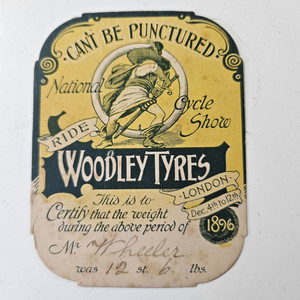 "CAN'T BE PUNCTURED"
National Cycle Show
RIDE
WOODLEY TYRES
LONDON
Dec. 4th to 12th
1896
This is to
Certify that the weight
during the above period of
Mr Wheeler
was 12 st. 6 lbs.